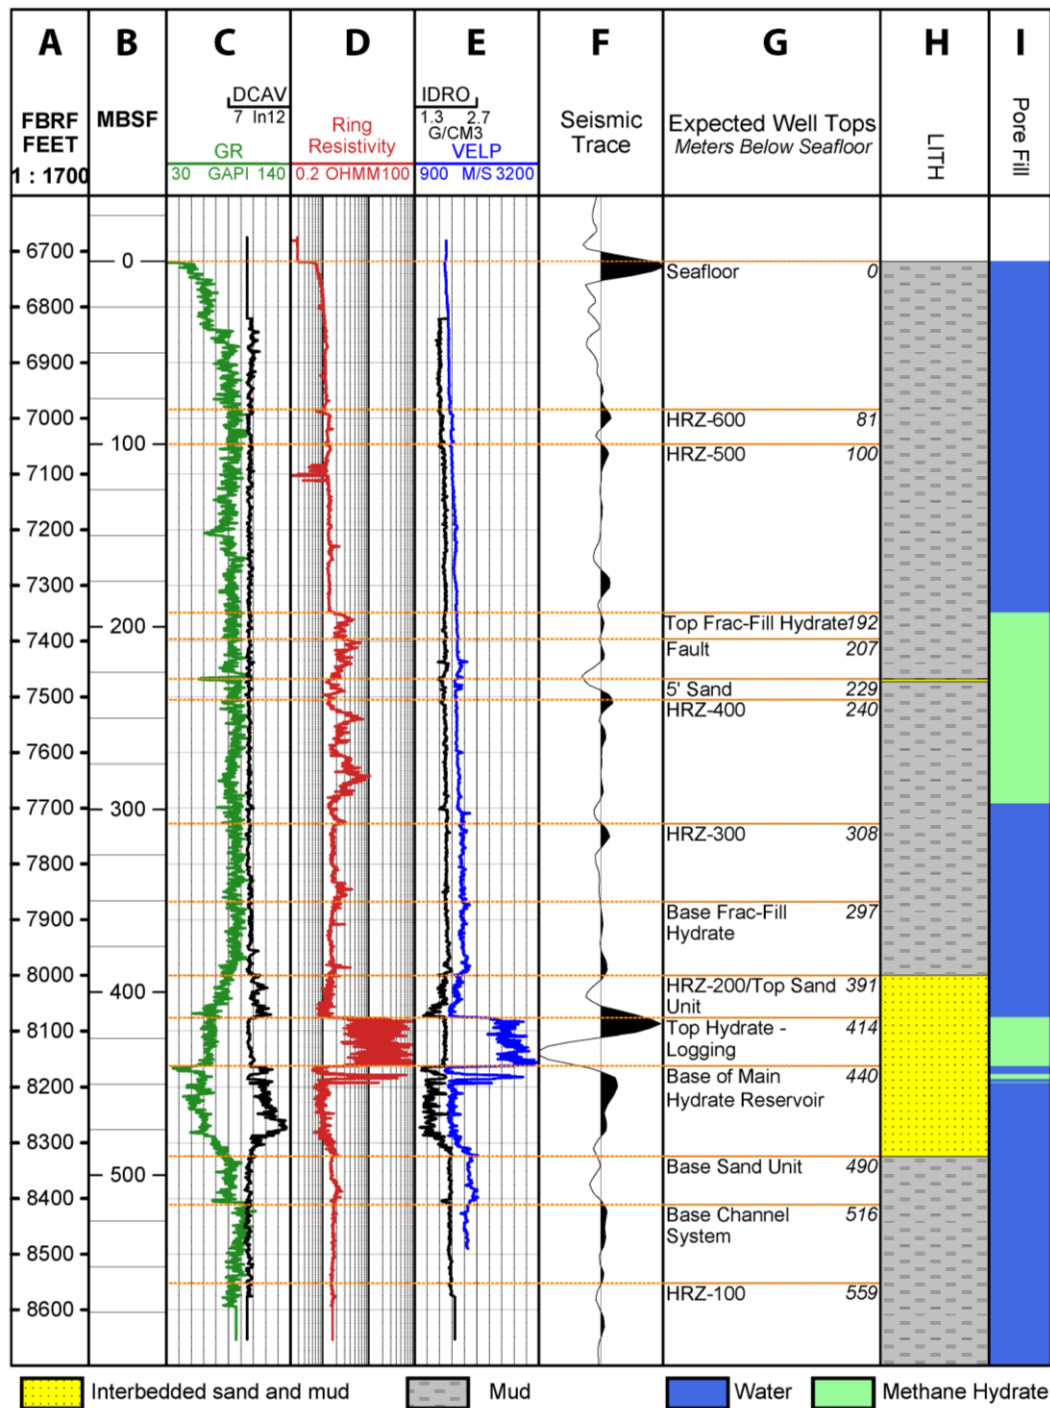 A B C D E F G H I
FBRF
FEET
1 : 1700
MBSF
DCAV
7 In12
GR
30 GAPI 140
Ring
Resistivity
0.2 OHMM100
IDRO
1.3 2.7
G/CM3
VELP
900 M/S 3200
Seismic
Trace
Expected Well Tops
Meters Below Seafloor
LITH
Pore Fill
6700
6800
6900
7000
7100
7200
7300
7400
7500
7600
7700
7800
7900
8000
8100
8200
8300
8400
8500
8600
0
100
200
300
400
500
Seafloor 0
HRZ-600 81
HRZ-500 100
Top Frac-Fill Hydrate 192
Fault 207
5' Sand 229
HRZ-400 240
HRZ-300 308
Base Frac-Fill 297
Hydrate
HRZ-200/Top Sand 391
Unit
Top Hydrate - 414
Logging
Base of Main 440
Hydrate Reservoir
Base Sand Unit 490
Base Channel 516
System
HRZ-100 559
Interbedded sand and mud Mud Water Methane Hydrate